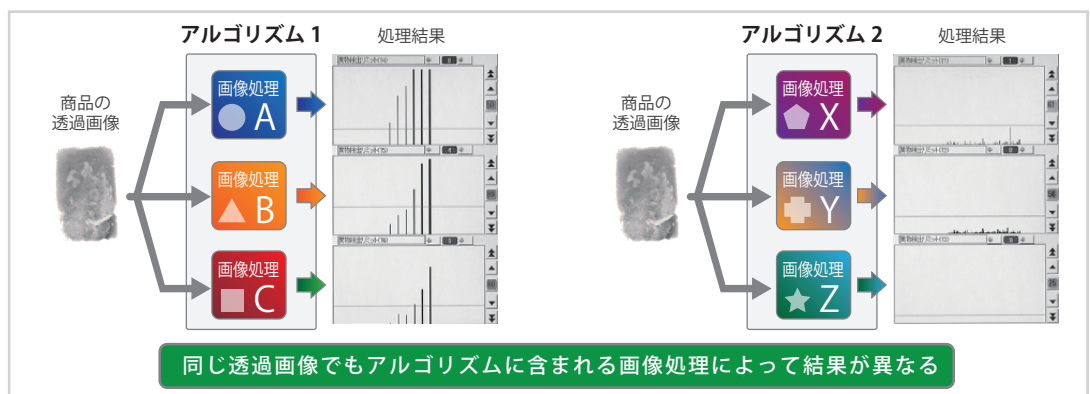 アルゴリズム 1
処理結果
商品の
透過画像
画像処理
A
画像処理
B
画像処理
C
アルゴリズム 2
処理結果
商品の
透過画像
画像処理
X
画像処理
Y
画像処理
Z
同じ透過画像でもアルゴリズムに含まれる画像処理によって結果が異なる